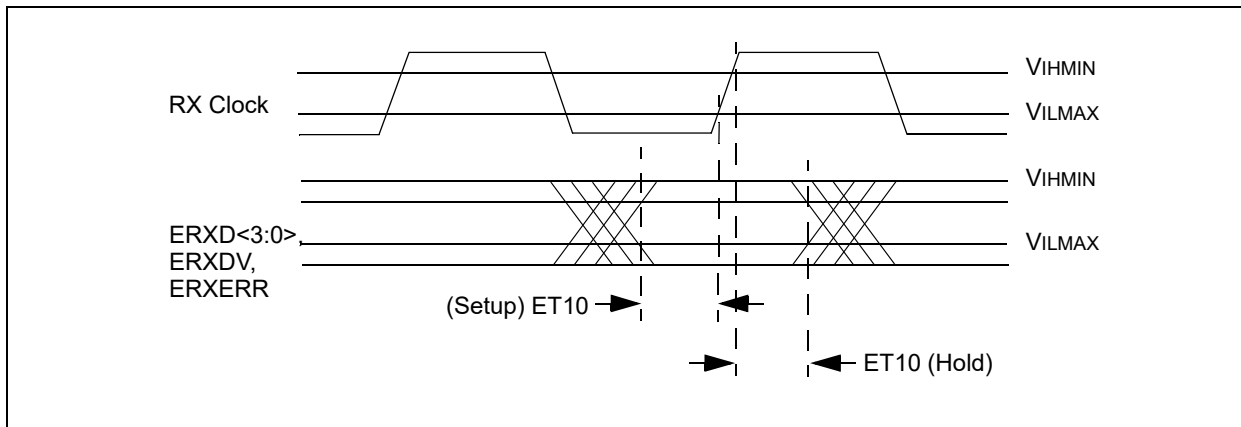 VIHMIN
RX Clock
VILMAX
VIHMIN
ERXD<3:0>,
VILMAX
ERXDV,
ERXERR
(Setup) ET10
ET10 (Hold)